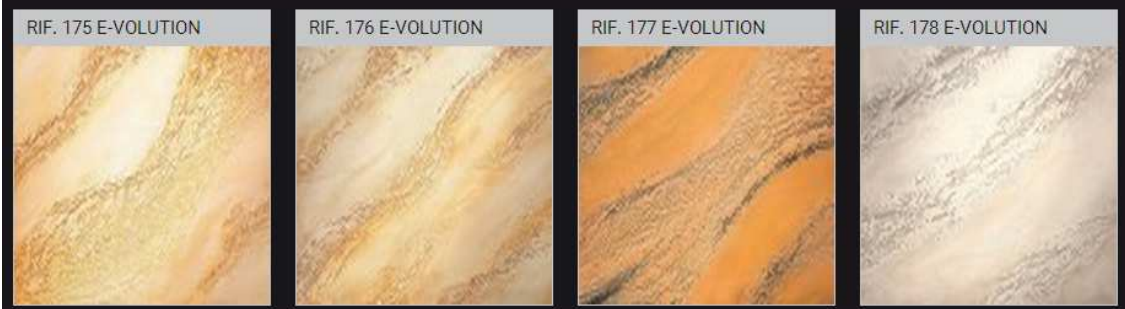 RIF. 175 E-VOLUTION
RIF. 176 E-VOLUTION
RIF. 177 E-VOLUTION
RIF. 178 E-VOLUTION